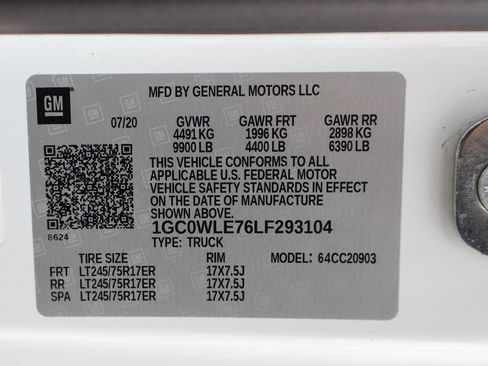 GM
MFD BY GENERAL MOTORS LLC
07/20 GVWR GAWR FRT GAWR RR
4491 KG 1996 KG 2898 KG
9900 LB 4400 LB 6390 LB
THIS VEHICLE CONFORMS TO ALL
APPLICABLE U.S. FEDERAL MOTOR
VEHICLE SAFETY STANDARDS IN EFFECT
ON THE DATE OF MANUFACTURE
SHOWN ABOVE.
8624 1GC0WLE76LF293104
TYPE: TRUCK
TIRE SIZE RIM MODEL: 64CC20903
FRT LT245/75R17ER 17X7.5J
RR LT245/75R17ER 17X7.5J
SPA LT245/75R17ER 17X7.5J